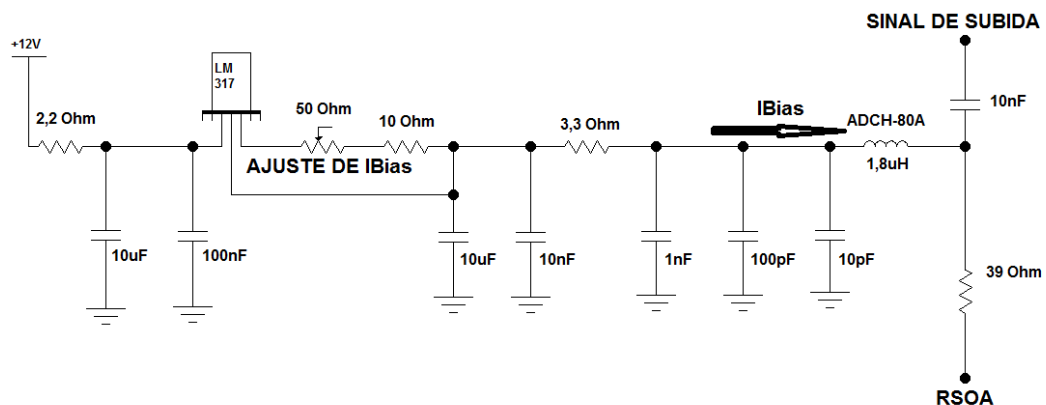 SINAL DE SUBIDA
+12V
LM
317
2,2 Ohm
50 Ohm
10 Ohm
3,3 Ohm
IBias
ADCH-80A
10nF
AJUSTE DE IBias
1,8uH
10uF
100nF
10uF
10nF
1nF
100pF
10pF
39 Ohm
RSOA